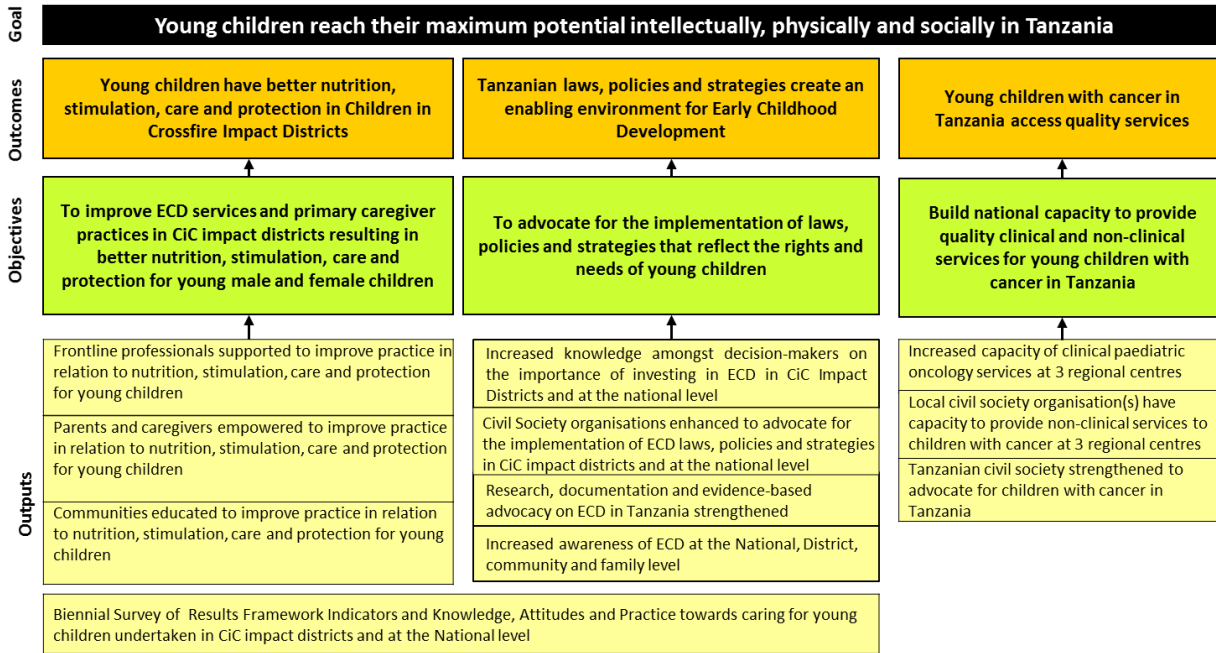 Goal
Young children reach their maximum potential intellectually, physically and socially in Tanzania
Outcomes
Young children have better nutrition,
stimulation, care and protection in Children in
Crossfire Impact Districts
Tanzanian laws, policies and strategies create an
enabling environment for Early Childhood
Development
Young children with cancer in
Tanzania access quality services
Objectives
To improve ECD services and primary caregiver
practices in CiC impact districts resulting in
better nutrition, stimulation, care and
protection for young male and female children
To advocate for the implementation of laws,
policies and strategies that reflect the rights and
needs of young children
Build national capacity to provide
quality clinical and non-clinical
services for young children with
cancer in Tanzania
Outputs
Frontline professionals supported to improve practice in
relation to nutrition, stimulation, care and protection
for young children
Parents and caregivers empowered to improve practice
in relation to nutrition, stimulation, care and protection
for young children
Communities educated to improve practice in relation
to nutrition, stimulation, care and protection for young
children
Increased knowledge amongst decision-makers on
the importance of investing in ECD in CiC Impact
Districts and at the national level
Civil Society organisations enhanced to advocate for
the implementation of ECD laws, policies and strategies
in CiC impact districts and at the national level
Research, documentation and evidence-based
advocacy on ECD in Tanzania strengthened
Increased awareness of ECD at the National, District,
community and family level
Increased capacity of clinical paediatric
oncology services at 3 regional centres
Local civil society organisation(s) have
capacity to provide non-clinical services to
children with cancer at 3 regional centres
Tanzanian civil society strengthened to
advocate for children with cancer in
Tanzania
Biennial Survey of Results Framework Indicators and Knowledge, Attitudes and Practice towards caring for young
children undertaken in CiC impact districts and at the National level